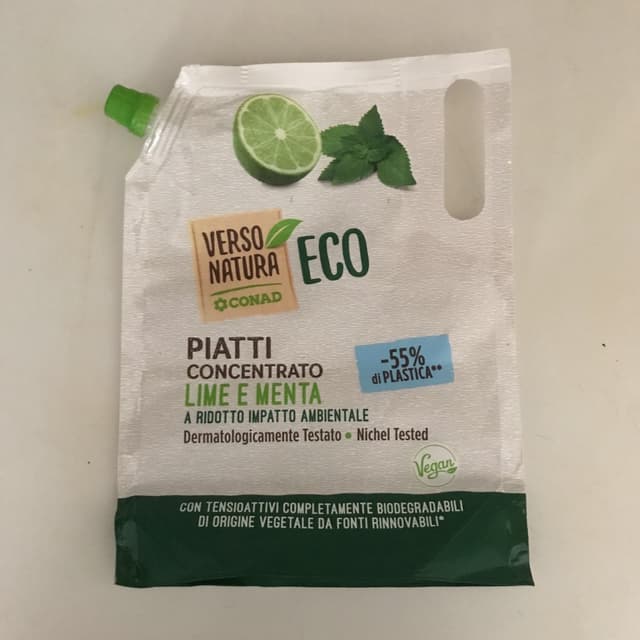 VERSO
NATURA
CONAD
ECO
PIATTI
CONCENTRATO
LIME E MENTA
A RIDOTTO IMPATTO AMBIENTALE
Dermatologicamente Testato • Nichel Tested
-55%
di PLASTICA**
Vegan
CON TENSIOATTIVI COMPLETAMENTE BIODEGRADABILI
DI ORIGINE VEGETALE DA FONTI RINNOVABILI*